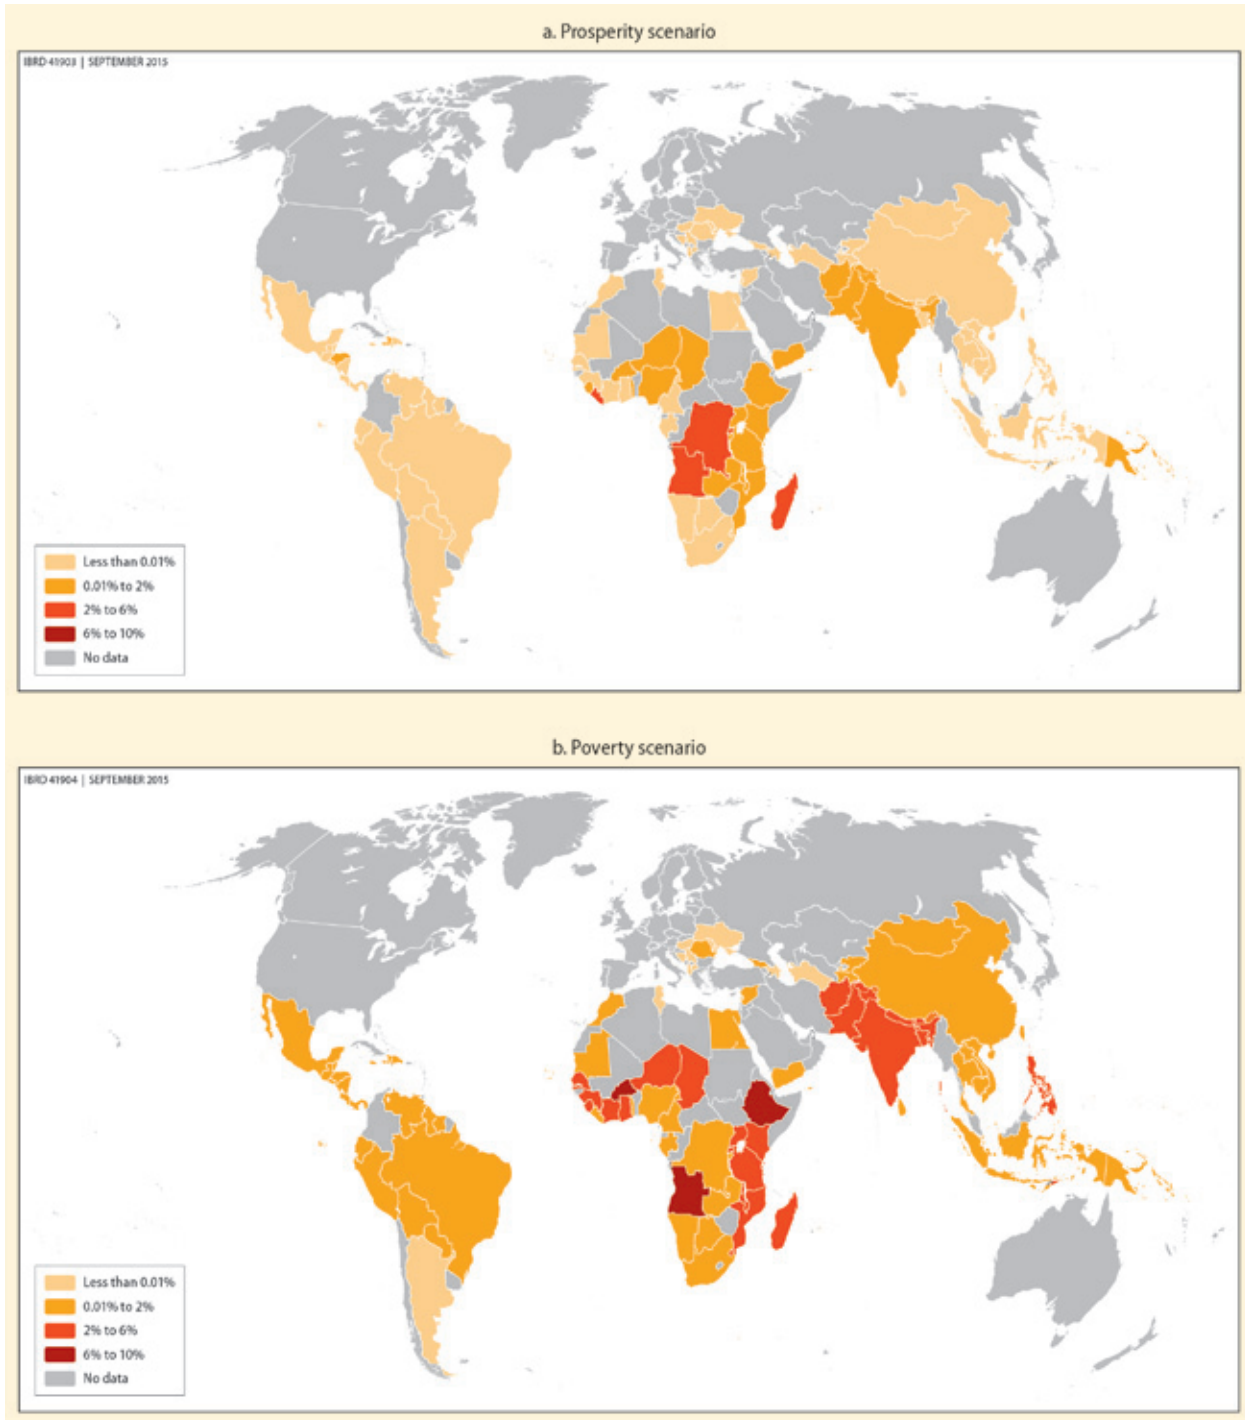 a. Prosperity scenario
IBRD 41903 | SEPTEMBER 2015
Less than 0.01%
0.01% to 2%
2% to 6%
6% to 10%
No data
b. Poverty scenario
IBRD 41904 | SEPTEMBER 2015
Less than 0.01%
0.01% to 2%
2% to 6%
6% to 10%
No data